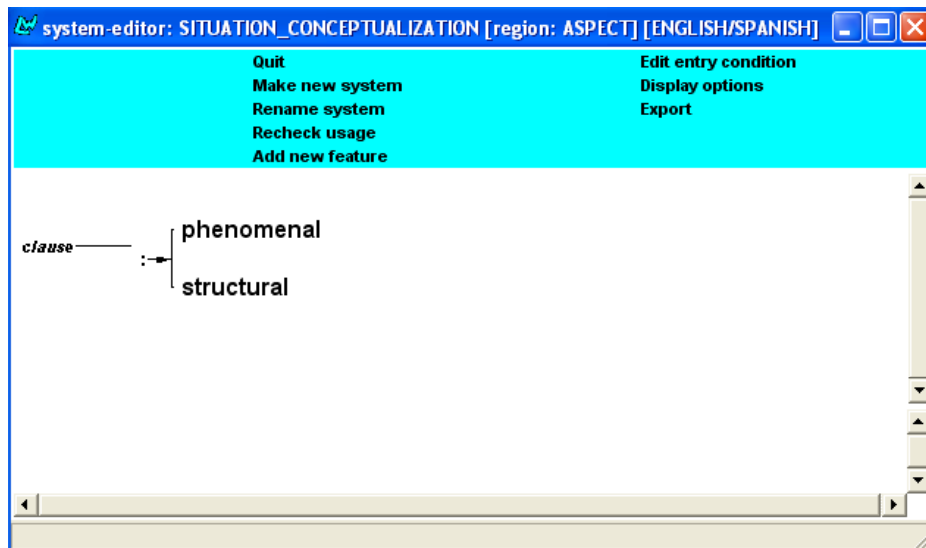 system-editor: SITUATION_CONCEPTUALIZATION [region: ASPECT] [ENGLISH/SPANISH]
Quit
Make new system
Rename system
Recheck usage
Add new feature
Edit entry condition
Display options
Export
phenomenal
clause
:
structural